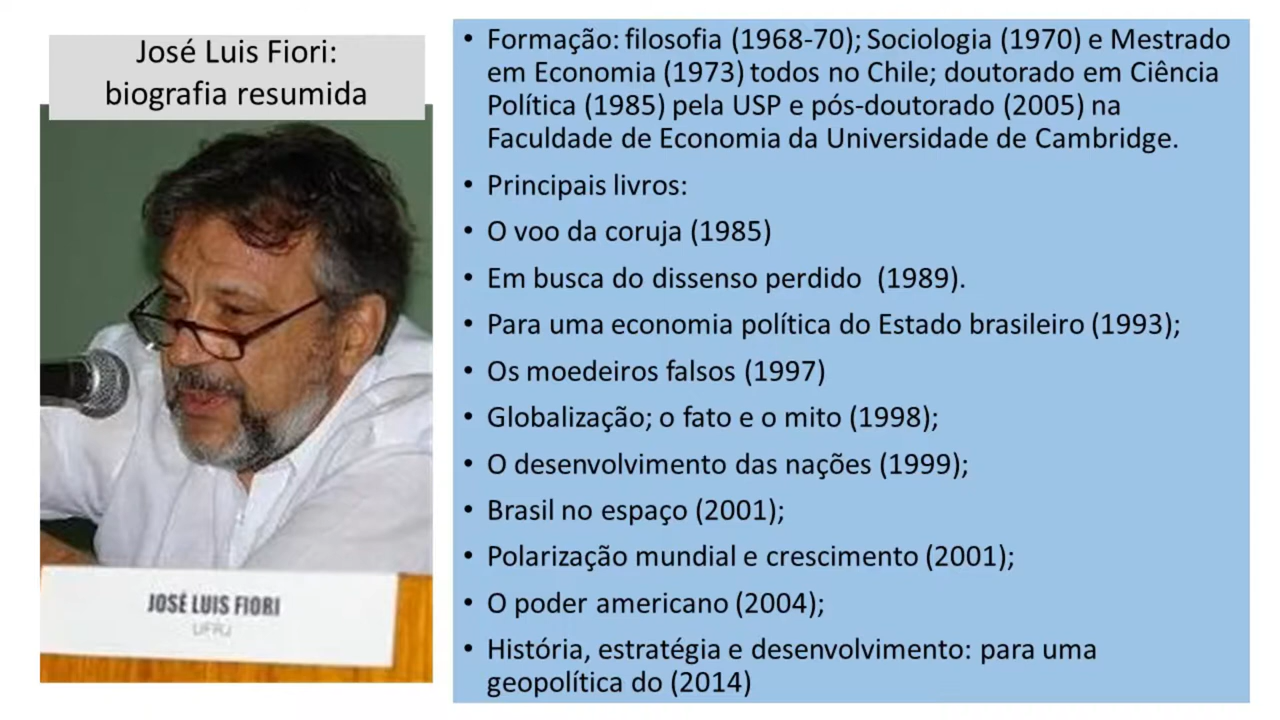 José Luis Fiori:
biografia resumida
JOSÉ LUIS FIORI
UFRJ
• Formação: filosofia (1968-70); Sociologia (1970) e Mestrado
em Economia (1973) todos no Chile; doutorado em Ciência
Política (1985) pela USP e pós-doutorado (2005) na
Faculdade de Economia da Universidade de Cambridge.
• Principais livros:
• O voo da coruja (1985)
• Em busca do dissenso perdido (1989).
• Para uma economia política do Estado brasileiro (1993);
• Os moedeiros falsos (1997)
• Globalização; o fato e o mito (1998);
• O desenvolvimento das nações (1999);
• Brasil no espaço (2001);
• Polarização mundial e crescimento (2001);
• O poder americano (2004);
• História, estratégia e desenvolvimento: para uma
geopolítica do (2014)